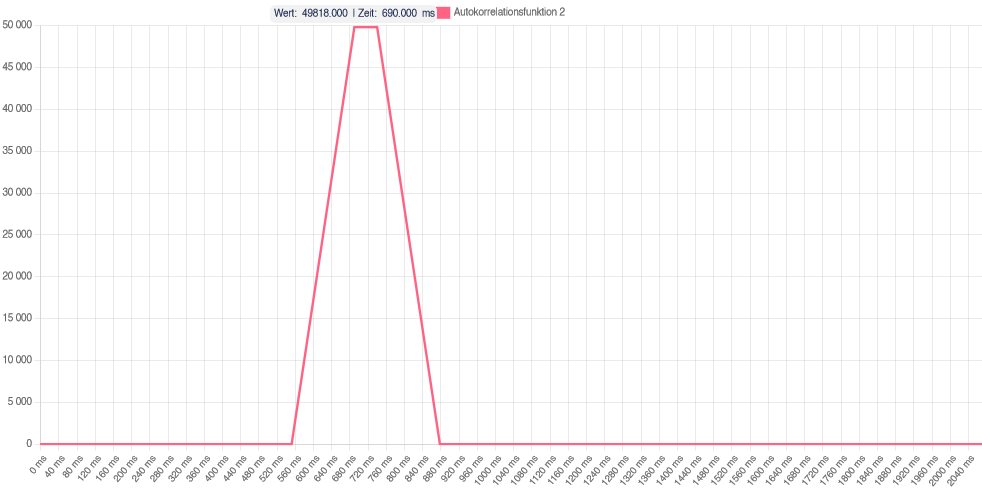 Wert: 49818.000 | Zeit: 690.000 ms
Autokorrelationsfunktion 2
50 000
45 000
40 000
35 000
30 000
25 000
20 000
15 000
10 000
5 000
0
0 ms
40 ms
80 ms
120 ms
160 ms
200 ms
240 ms
280 ms
320 ms
360 ms
400 ms
440 ms
480 ms
520 ms
560 ms
600 ms
640 ms
680 ms
720 ms
760 ms
800 ms
840 ms
880 ms
920 ms
960 ms
1000 ms
1040 ms
1080 ms
1120 ms
1160 ms
1200 ms
1240 ms
1280 ms
1320 ms
1360 ms
1400 ms
1440 ms
1480 ms
1520 ms
1560 ms
1600 ms
1640 ms
1680 ms
1720 ms
1760 ms
1800 ms
1840 ms
1880 ms
1920 ms
1960 ms
2000 ms
2040 ms